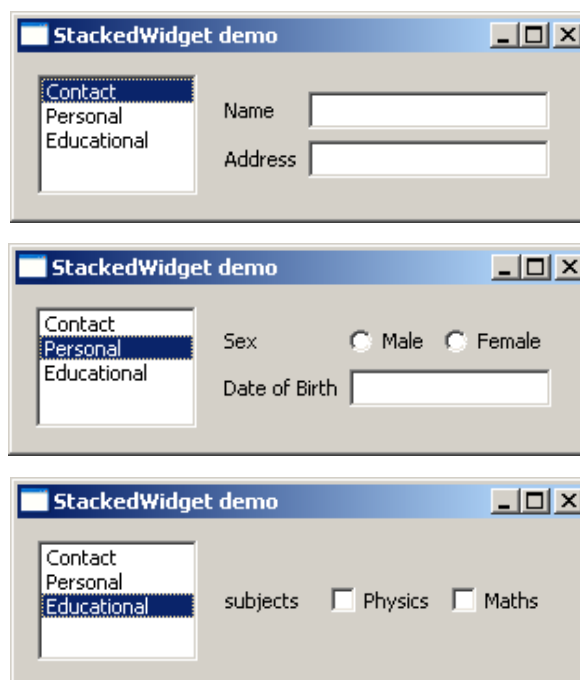 StackedWidget demo
Contact
Personal
Educational
Name
Address
StackedWidget demo
Contact
Personal
Educational
Sex Male Female
Date of Birth
StackedWidget demo
Contact
Personal
Educational
subjects Physics Maths